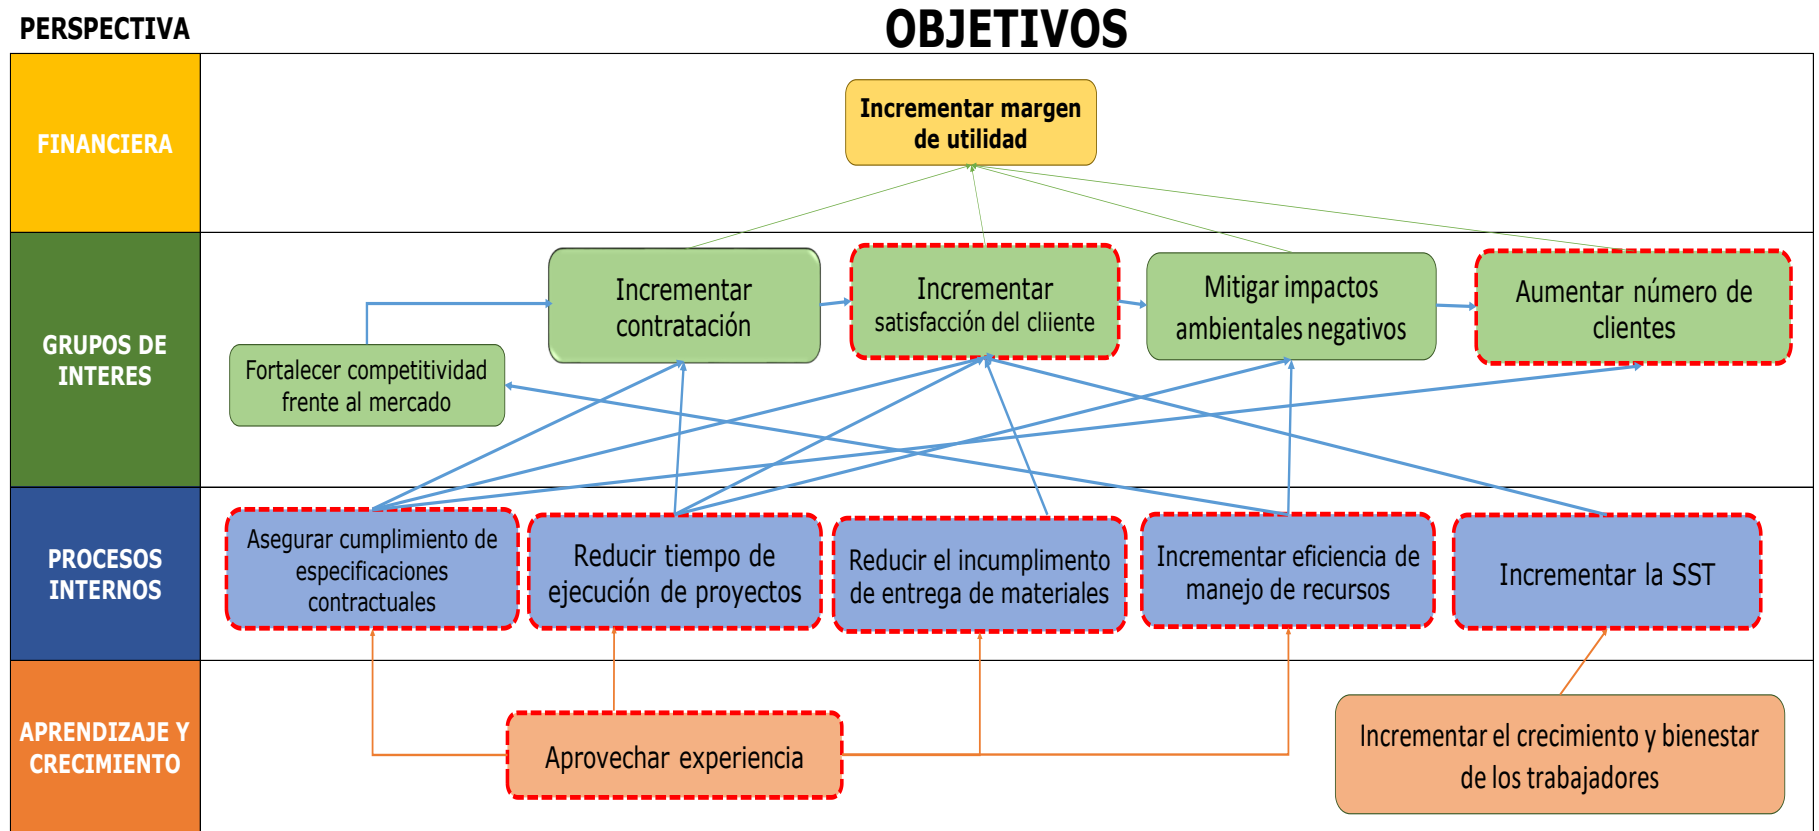 PERSPECTIVA
OBJETIVOS
FINANCIERA
Incrementar margen
de utilidad
GRUPOS DE
INTERES
Fortalecer competitividad
frente al mercado
Incrementar
contratación
Incrementar
satisfacción del cliiente
Mitigar impactos
ambientales negativos
Aumentar número de
clientes
PROCESOS
INTERNOS
Asegurar cumplimiento de
especificaciones
contractuales
Reducir tiempo de
ejecución de proyectos
Reducir el incumplimento
de entrega de materiales
Incrementar eficiencia de
manejo de recursos
Incrementar la SST
APRENDIZAJE Y
CRECIMIENTO
Aprovechar experiencia
Incrementar el crecimiento y bienestar
de los trabajadores